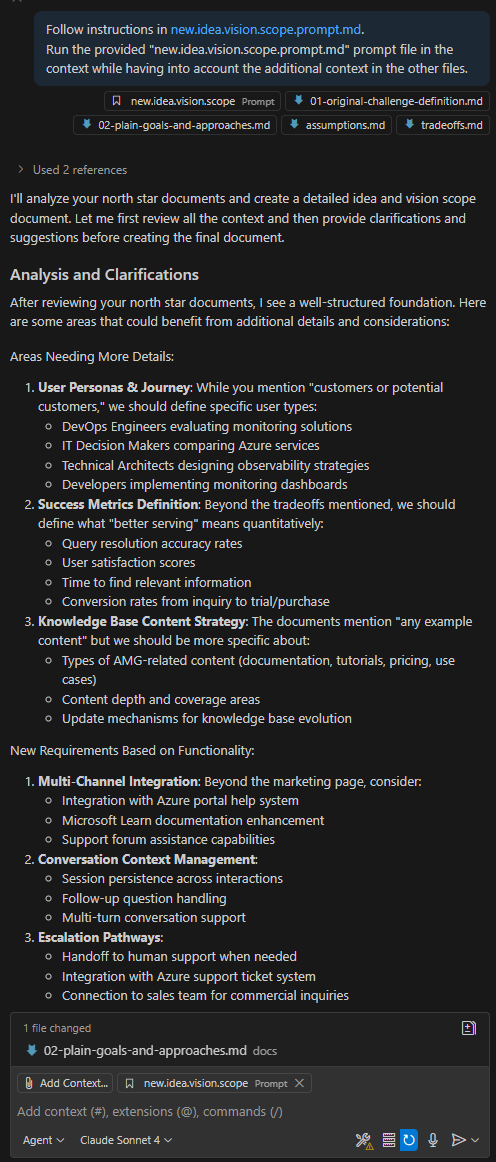 Follow instructions in new.idea.vision.scope.prompt.md.
Run the provided "new.idea.vision.scope.prompt.md" prompt file in the
context while having into account the additional context in the other files.
new.idea.vision.scope Prompt
01-original-challenge-definition.md
02-plain-goals-and-approaches.md
assumptions.md
tradeoffs.md
Used 2 references
I'll analyze your north star documents and create a detailed idea and vision scope
document. Let me first review all the context and then provide clarifications and
suggestions before creating the final document.
Analysis and Clarifications
After reviewing your north star documents, I see a well-structured foundation. Here
are some areas that could benefit from additional details and considerations:
Areas Needing More Details:
1. User Personas & Journey: While you mention "customers or potential
customers," we should define specific user types:
DevOps Engineers evaluating monitoring solutions
IT Decision Makers comparing Azure services
Technical Architects designing observability strategies
Developers implementing monitoring dashboards
2. Success Metrics Definition: Beyond the tradeoffs mentioned, we should
define what "better serving" means quantitatively:
Query resolution accuracy rates
User satisfaction scores
Time to find relevant information
Conversion rates from inquiry to trial/purchase
3. Knowledge Base Content Strategy: The documents mention "any example
content" but we should be more specific about:
Types of AMG-related content (documentation, tutorials, pricing, use
cases)
Content depth and coverage areas
Update mechanisms for knowledge base evolution
New Requirements Based on Functionality:
1. Multi-Channel Integration: Beyond the marketing page, consider:
Integration with Azure portal help system
Microsoft Learn documentation enhancement
Support forum assistance capabilities
2. Conversation Context Management:
Session persistence across interactions
Follow-up question handling
Multi-turn conversation support
3. Escalation Pathways:
Handoff to human support when needed
Integration with Azure support ticket system
Connection to sales team for commercial inquiries
1 file changed
02-plain-goals-and-approaches.md docs
Add Context...
new.idea.vision.scope Prompt
Add context (#), extensions (@), commands (/)
Agent
Claude Sonnet 4